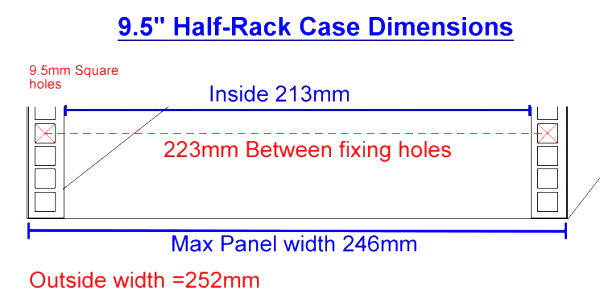 9.5" Half-Rack Case Dimensions
9.5mm Square
holes
Inside 213mm
223mm Between fixing holes
Max Panel width 246mm
Outside width =252mm